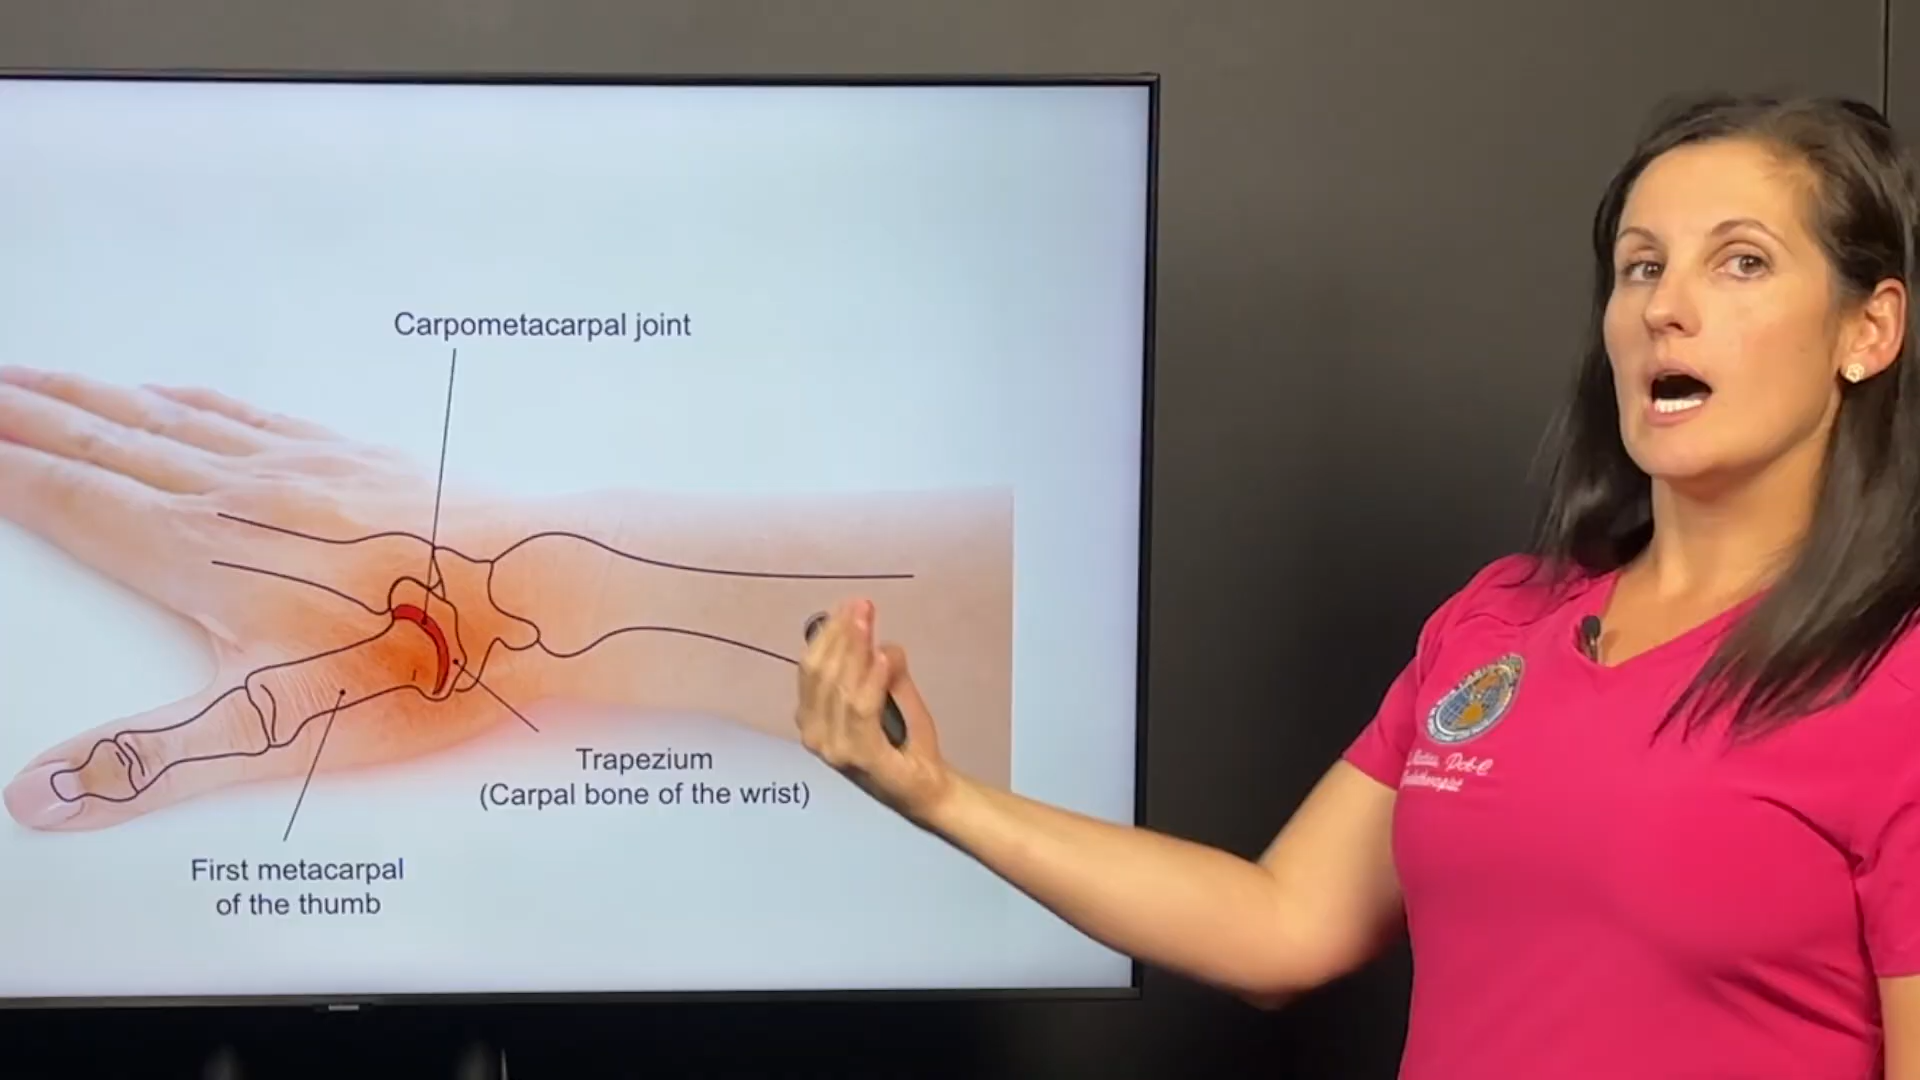 Carpometacarpal joint
Trapezium
(Carpal bone of the wrist)
First metacarpal
of the thumb